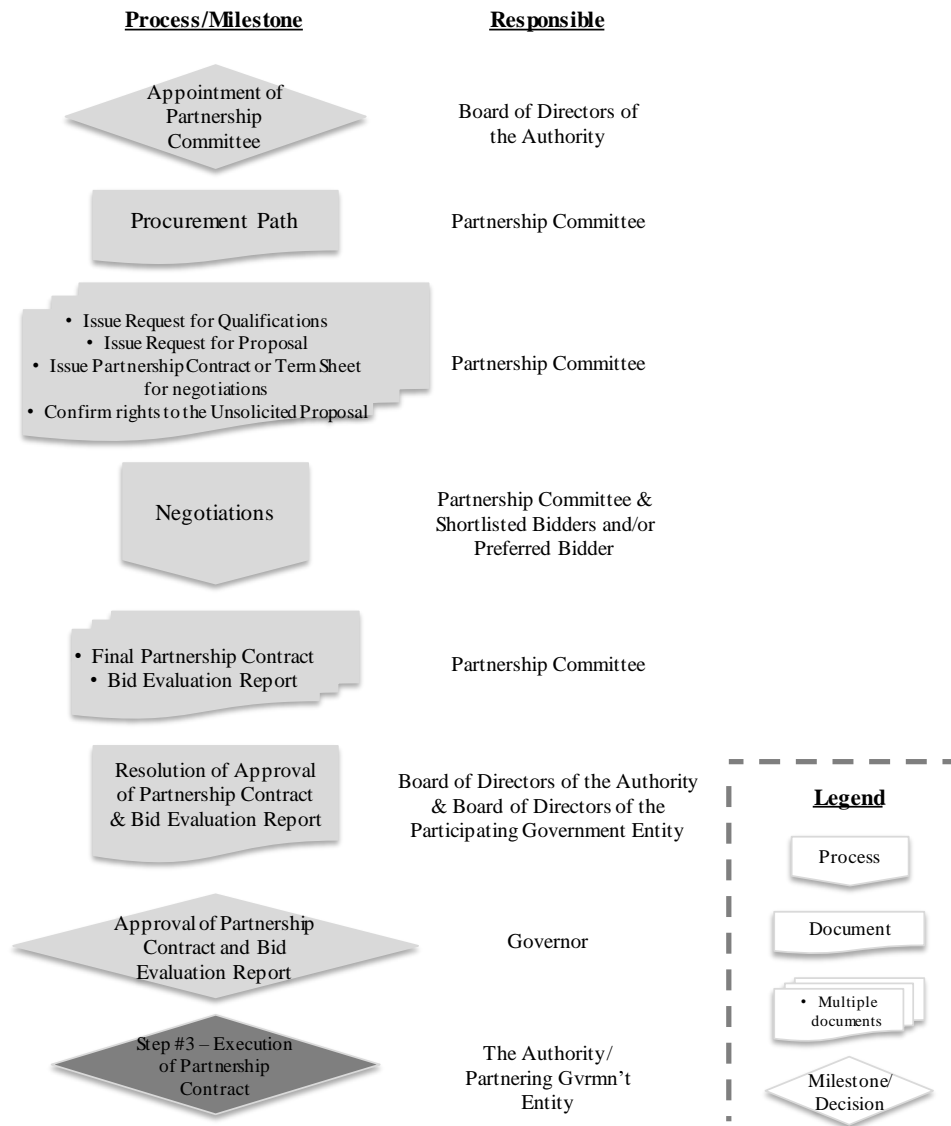 Process/Milestone
Responsible
Appointment of
Partnership
Committee
Board of Directors of
the Authority
Procurement Path
Partnership Committee
• Issue Request for Qualifications
• Issue Request for Proposal
• Issue Partnership Contract or Term Sheet
for negotiations
• Confirm rights to the Unsolicited Proposal
Partnership Committee
Negotiations
Partnership Committee &
Shortlisted Bidders and/or
Preferred Bidder
• Final Partnership Contract
• Bid Evaluation Report
Partnership Committee
Resolution of Approval
of Partnership Contract
& Bid Evaluation Report
Board of Directors of the Authority
& Board of Directors of the
Participating Government Entity
Approval of Partnership
Contract and Bid
Evaluation Report
Governor
Step #3 – Execution
of Partnership
Contract
The Authority/
Partnering Gvrmn't
Entity
Legend
Process
Document
• Multiple
documents
Milestone/
Decision